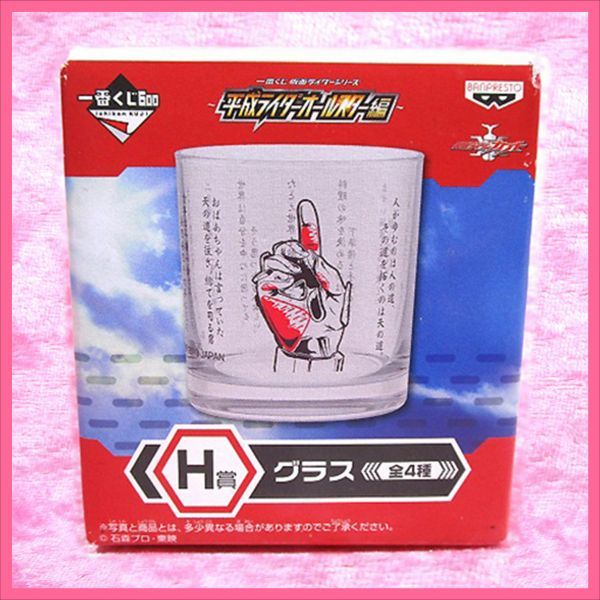 一番くじ600
ichiban KUJI
一番くじ 仮面ライダーシリーズ
~平成ライダーオールスター編~
BANPRESTO
人が歩むのは人の道、
その道を拓くのは天の道。
おばあちゃんは言っていた、
天の道を往き、総てを司る男
JAPAN
H賞
グラス
全4種
※写真と商品とは、多少異なる場合がありますのでご了承ください。
© 石森プロ・東映